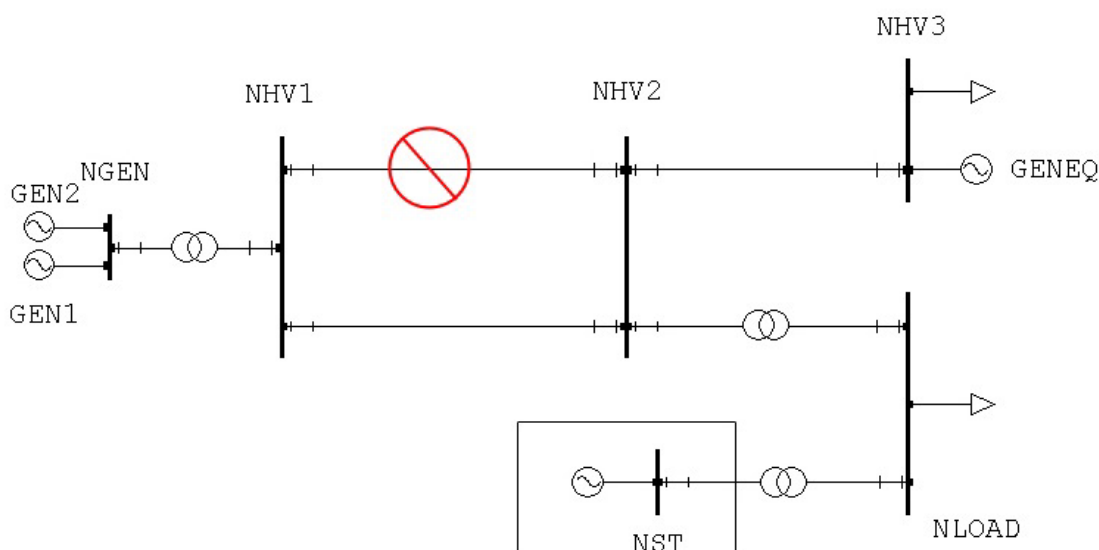 NHV3
NHV1
NHV2
NGEN
GENEQ
GEN2
GEN1
NLOAD
NST